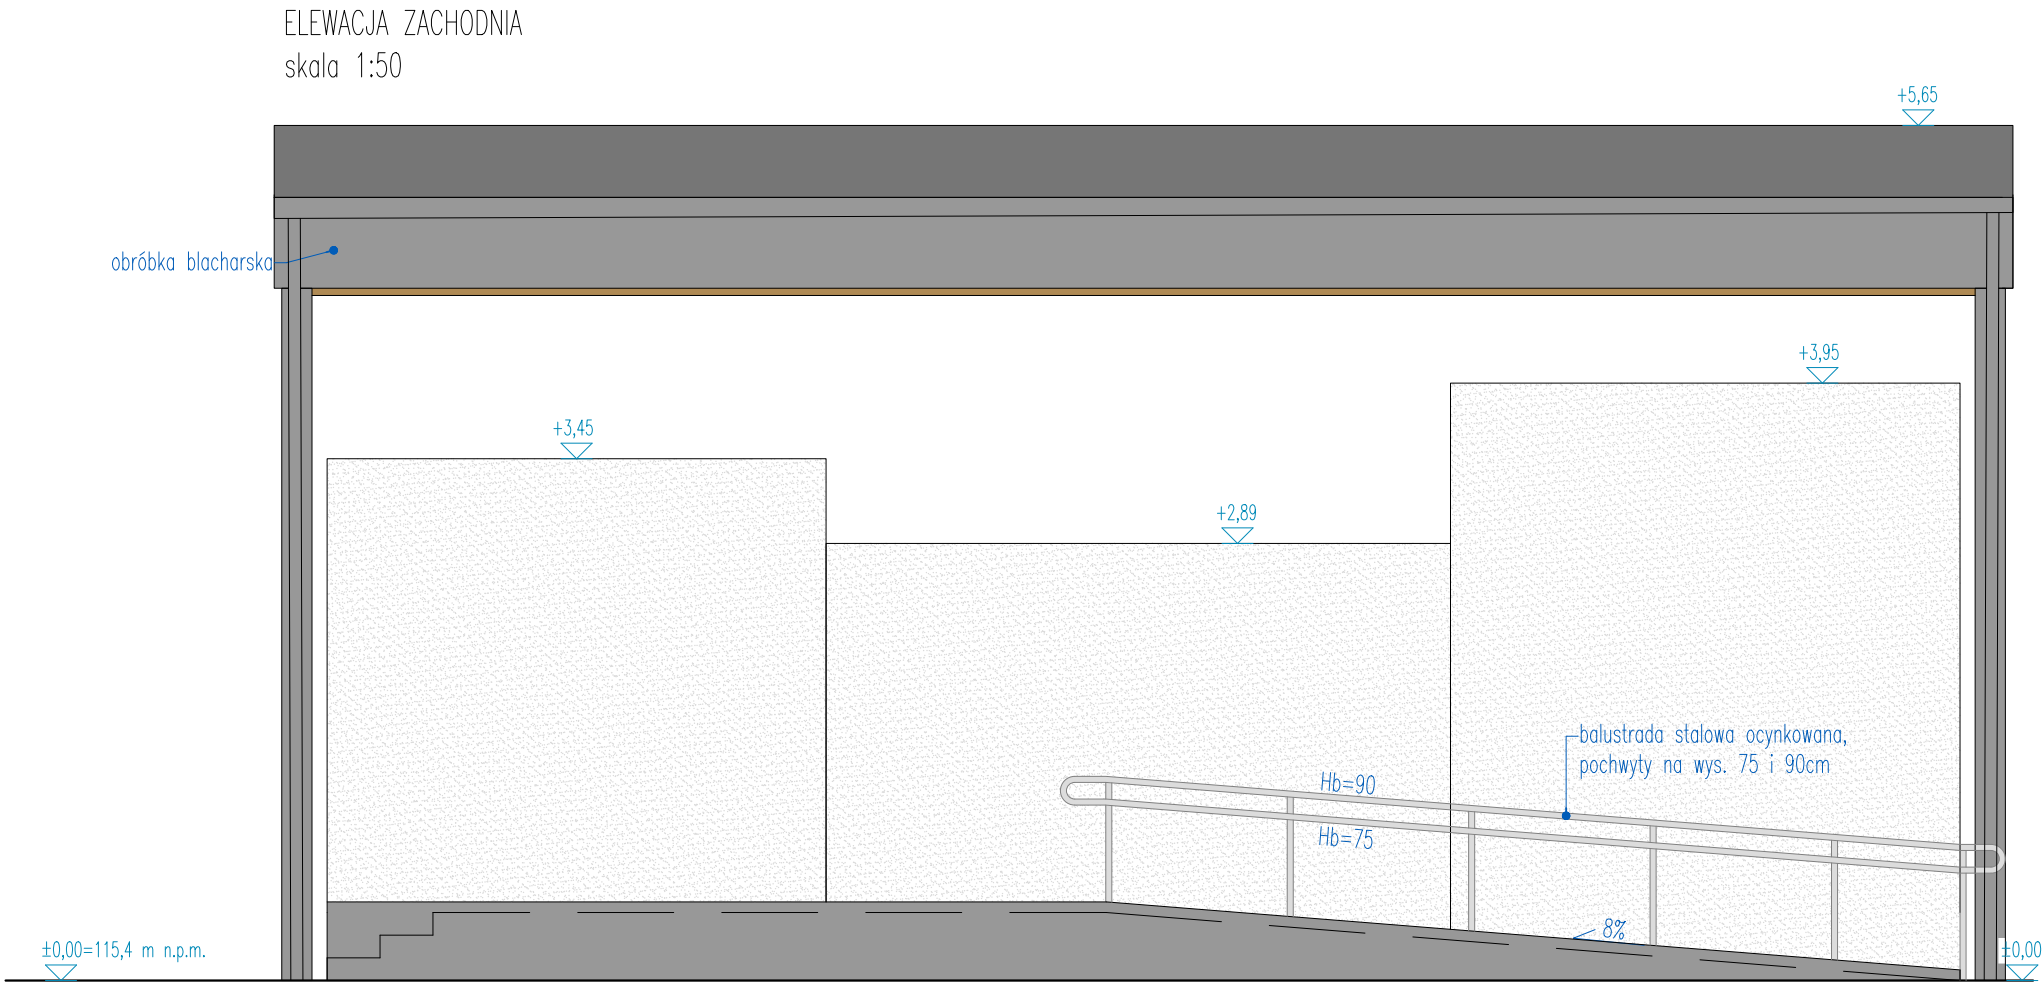 ELEWACJA ZACHODNIA
skala 1:50
+5,65
obróbka blacharska
+3,95
+3,45
+2,89
balustrada stalowa ocynkowana,
pochwyty na wys. 75 i 90cm
Hb=90
Hb=75
8%
±0,00=115,4 m n.p.m.
±0,00